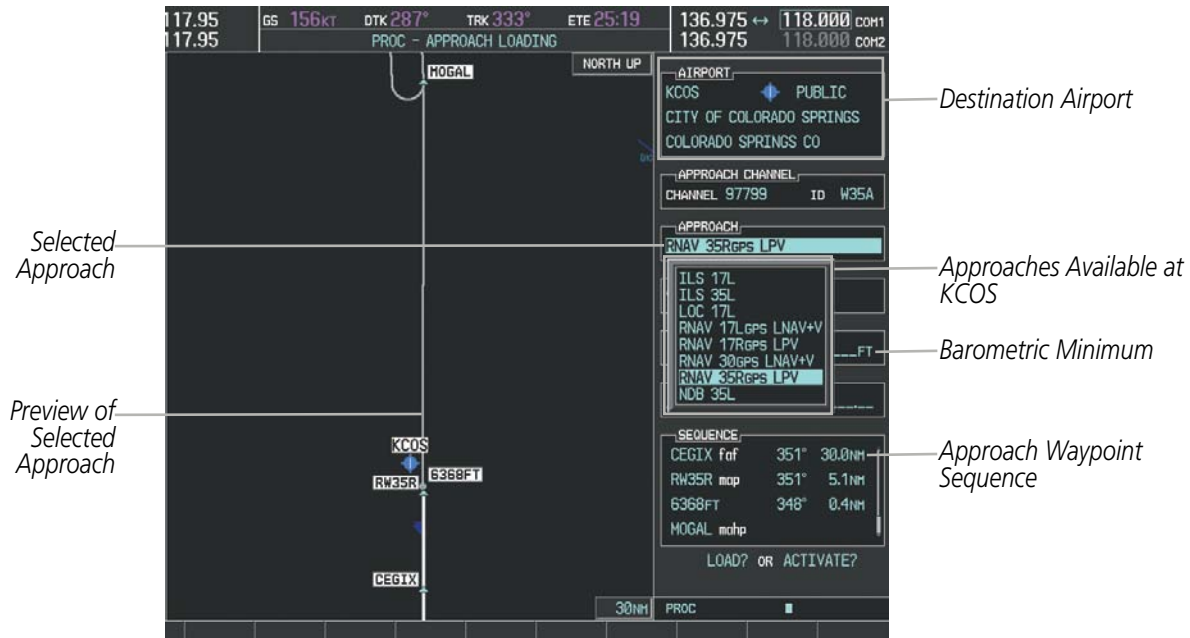 117.95 GS 156KT DTK 287° TRK 333° ETE 25:19 136.975 ↔ 118.000 COM1
117.95 PROC – APPROACH LOADING 136.975 118.000 COM2
NORTH UP
MOGAL
KCOS
RW35R
6368FT
CEGIX
30NM
AIRPORT
KCOS PUBLIC
CITY OF COLORADO SPRINGS
COLORADO SPRINGS CO
APPROACH CHANNEL
CHANNEL 97799 ID W35A
APPROACH
RNAV 35RGPS LPV
ILS 17L
ILS 35L
LOC 17L
RNAV 17LGPS LNAV+V
RNAV 17RGPS LPV
RNAV 30GPS LNAV+V
RNAV 35RGPS LPV
NDB 35L
___FT
___.__
SEQUENCE
CEGIX faf 351° 30.0NM
RW35R map 351° 5.1NM
6368FT 348° 0.4NM
MOGAL mahp
LOAD? OR ACTIVATE?
PROC
Selected
Approach
Preview of
Selected
Approach
Destination Airport
Approaches Available at
KCOS
Barometric Minimum
Approach Waypoint
Sequence